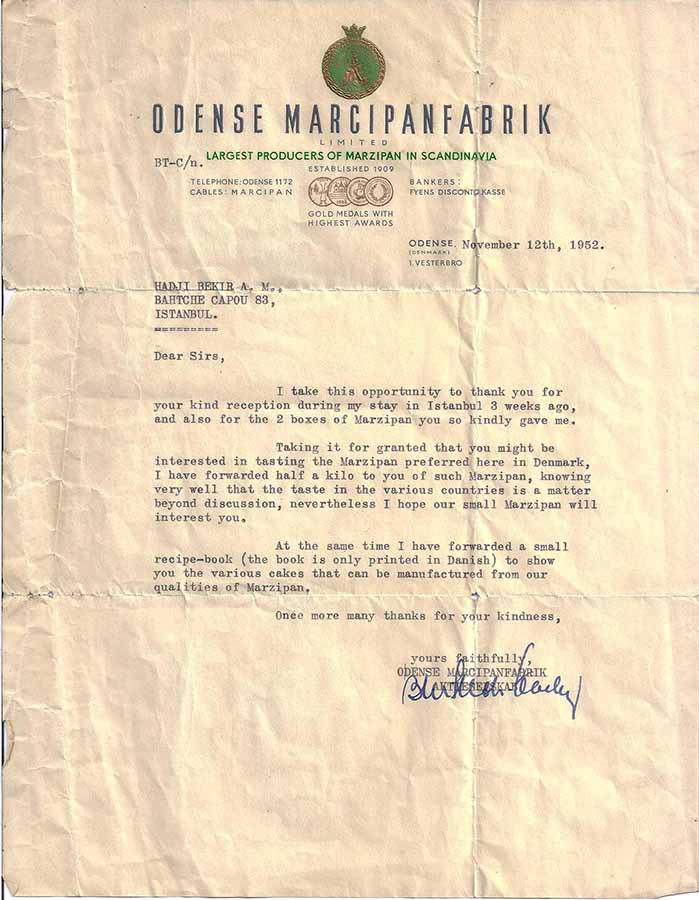 ODENSE MARCIPANFABRIK
LIMITED
BT-C/n. LARGEST PRODUCERS OF MARZIPAN IN SCANDINAVIA
ESTABLISHED 1909
TELEPHONE: ODENSE 1172
CABLES: MARCIPAN
BANKERS:
FYENS DISCONTO KASSE
GOLD MEDALS WITH
HIGHEST AWARDS
ODENSE, November 12th, 1952.
(DENMARK)
1. VESTERBRO
HADJI BEKIR A. M.,
BAHTCHE CAPOU 83,
ISTANBUL.
=========
Dear Sirs,
I take this opportunity to thank you for
your kind reception during my stay in Istanbul 3 weeks ago,
and also for the 2 boxes of Marzipan you so kindly gave me.
Taking it for granted that you might be
interested in tasting the Marzipan preferred here in Denmark,
I have forwarded half a kilo to you of such Marzipan, knowing
very well that the taste in the various countries is a matter
beyond discussion, nevertheless I hope our small Marzipan will
interest you.
At the same time I have forwarded a small
recipe-book (the book is only printed in Danish) to show
you the various cakes that can be manufactured from our
qualities of Marzipan.
Once more many thanks for your kindness,
yours faithfully,
ODENSE MARCIPANFABRIK